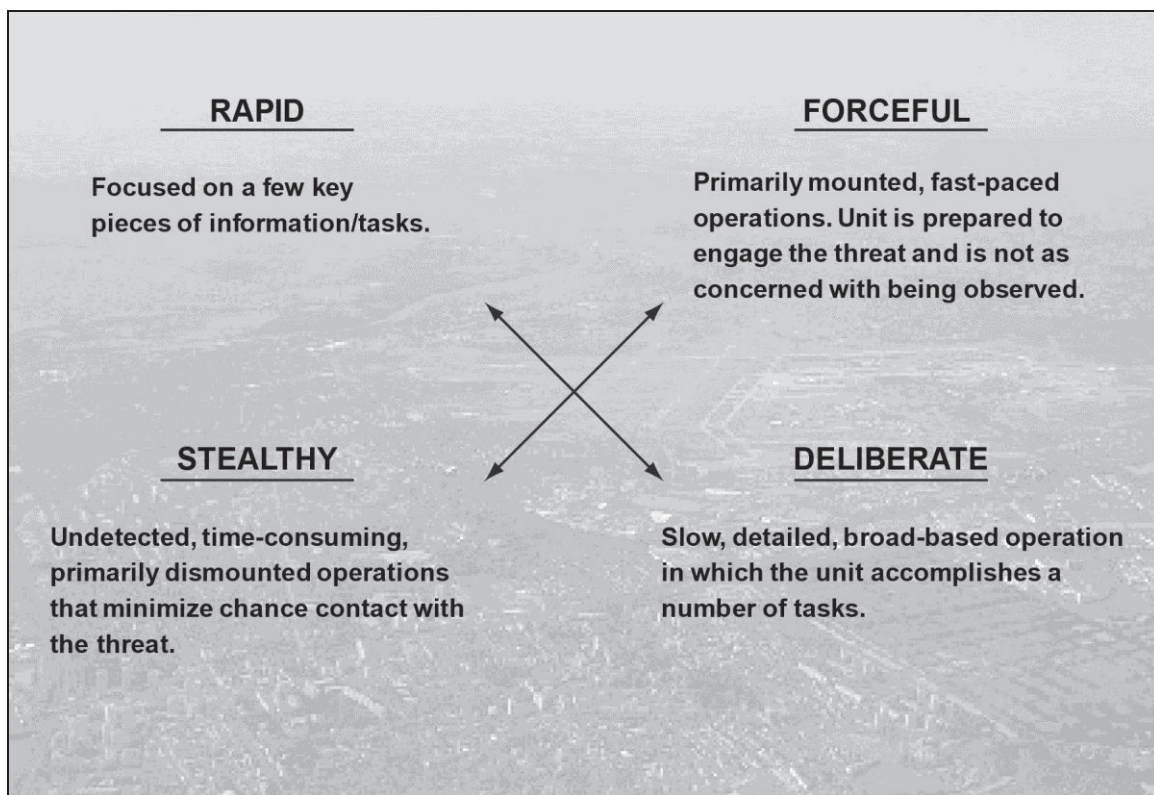 RAPID
Focused on a few key
pieces of information/tasks.
FORCEFUL
Primarily mounted, fast-paced
operations. Unit is prepared to
engage the threat and is not as
concerned with being observed.
STEALTHY
Undetected, time-consuming,
primarily dismounted operations
that minimize chance contact with
the threat.
DELIBERATE
Slow, detailed, broad-based operation
in which the unit accomplishes a
number of tasks.